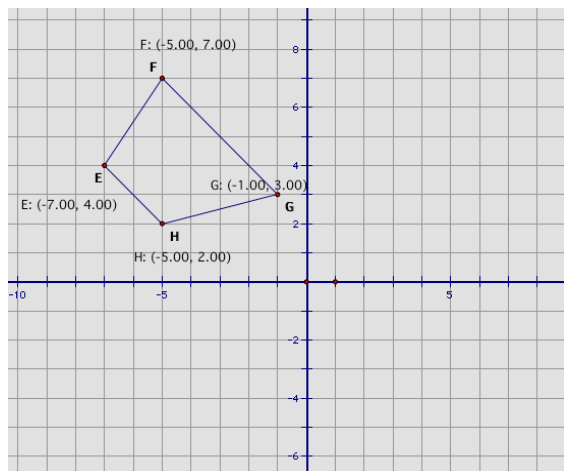 F: (-5.00, 7.00)
8
F
6
4
E
G: (-1.00, 3.00)
E: (-7.00, 4.00)
G
H
2
H: (-5.00, 2.00)
-10
-5
5
-2
-4
-6